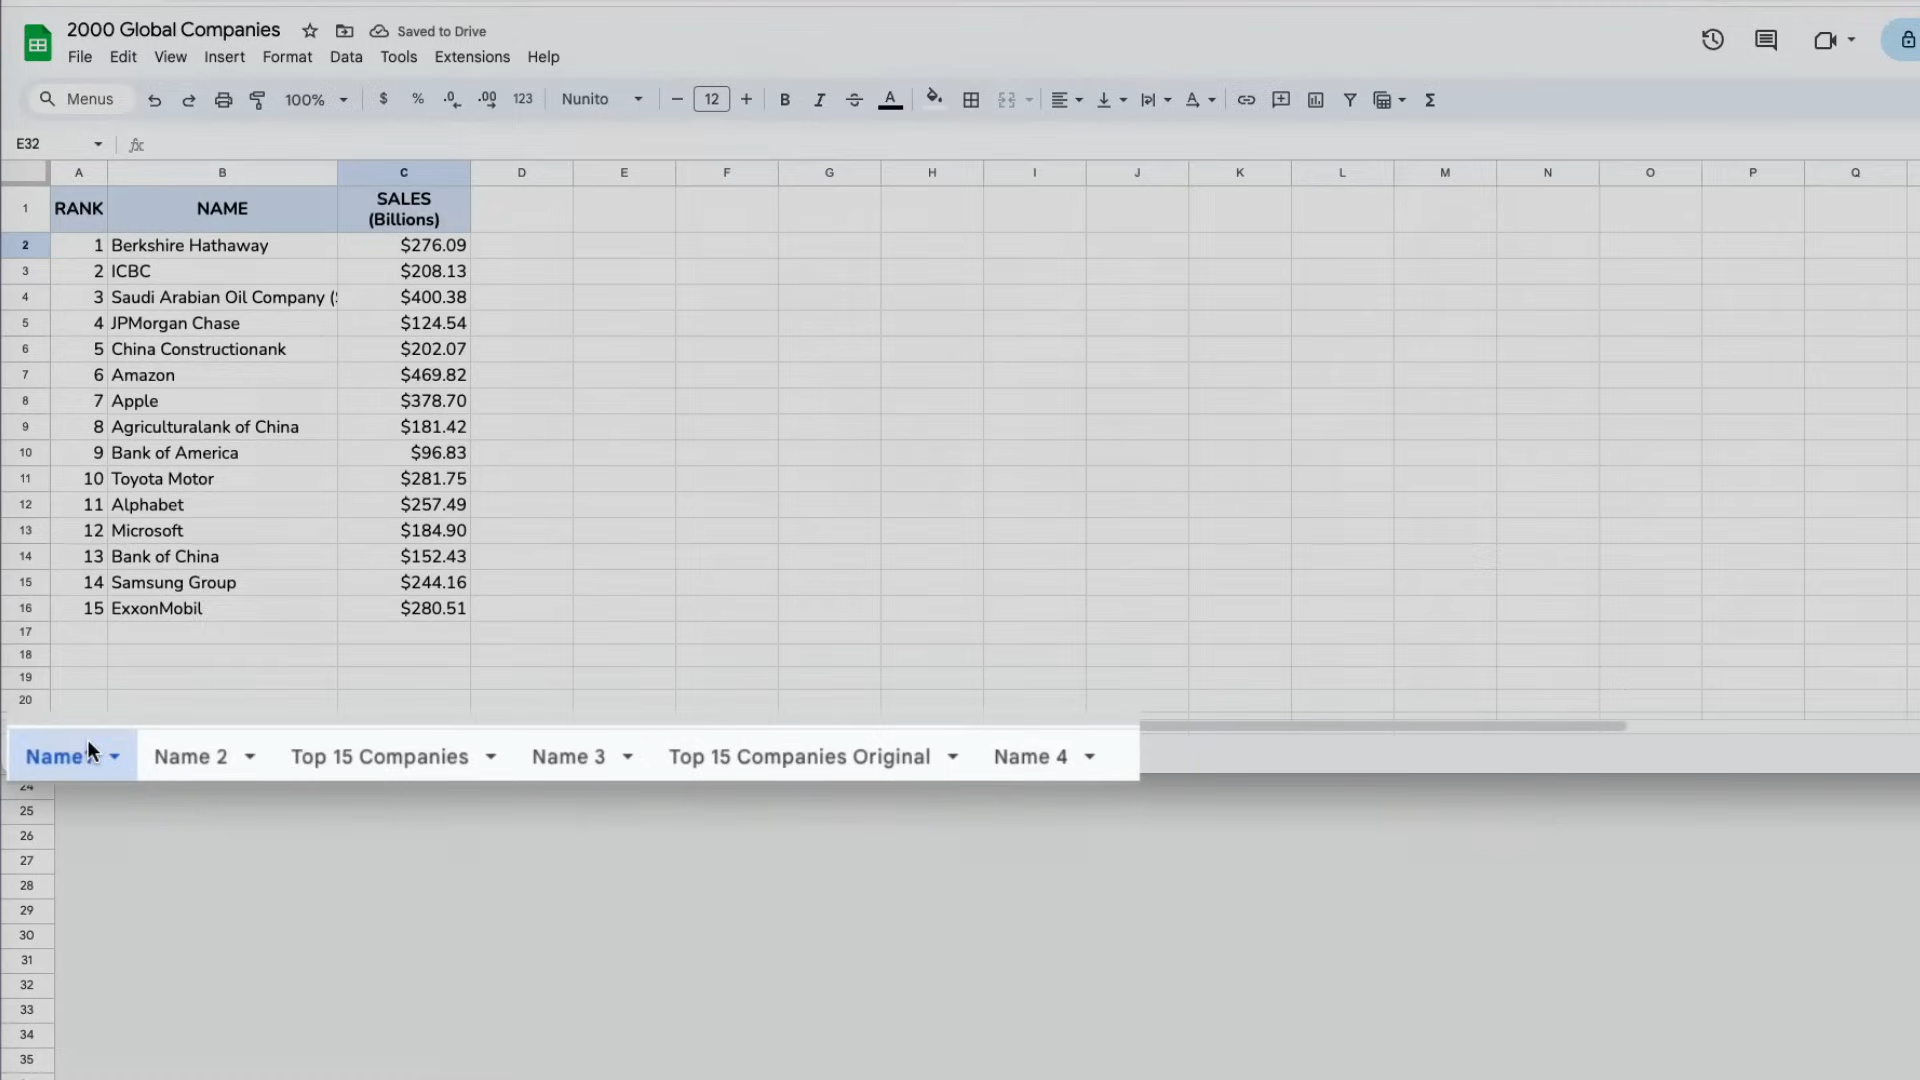 2000 Global Companies Saved to Drive
File Edit View Insert Format Data Tools Extensions Help
Menus 100% $ % .0 .00 123 Nunito 12 B I S A A Σ
E32 fx
A B C D E F G H I J K L M N O P Q
1 RANK NAME SALES
(Billions)
2 1 Berkshire Hathaway $276.09
3 2 ICBC $208.13
4 3 Saudi Arabian Oil Company ( $400.38
5 4 JPMorgan Chase $124.54
6 5 China Constructionank $202.07
7 6 Amazon $469.82
8 7 Apple $378.70
9 8 Agriculturalank of China $181.42
10 9 Bank of America $96.83
11 10 Toyota Motor $281.75
12 11 Alphabet $257.49
13 12 Microsoft $184.90
14 13 Bank of China $152.43
15 14 Samsung Group $244.16
16 15 ExxonMobil $280.51
17
18
19
20
Name Name 2 Top 15 Companies Name 3 Top 15 Companies Original Name 4
24
25
26
27
28
29
30
31
32
33
34
35